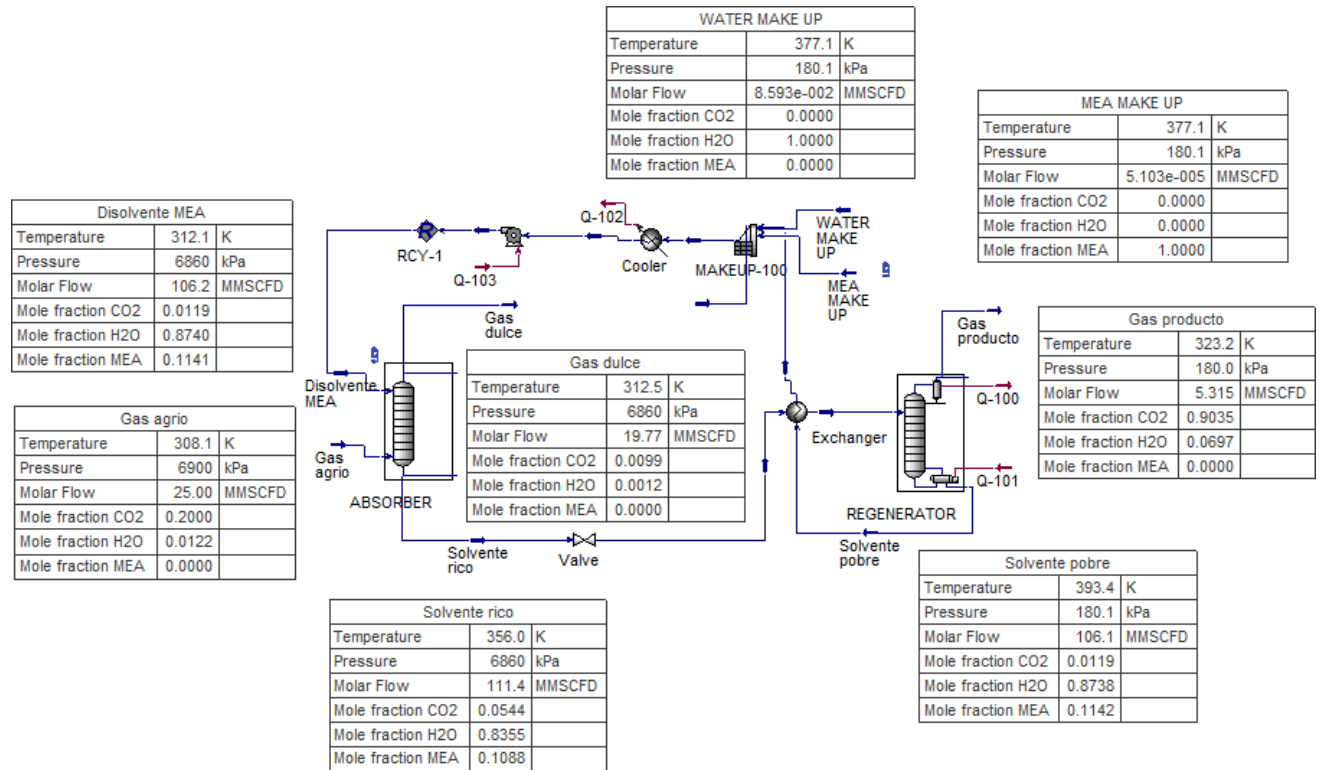 WATER MAKE UP
Temperature 377.1 K
Pressure 180.1 kPa
Molar Flow 8.593e-002 MMSCFD
Mole fraction CO2 0.0000
Mole fraction H2O 1.0000
Mole fraction MEA 0.0000
MEA MAKE UP
Temperature 377.1 K
Pressure 180.1 kPa
Molar Flow 5.103e-005 MMSCFD
Mole fraction CO2 0.0000
Mole fraction H2O 0.0000
Mole fraction MEA 1.0000
Disolvente MEA
Temperature 312.1 K
Pressure 6860 kPa
Molar Flow 106.2 MMSCFD
Mole fraction CO2 0.0119
Mole fraction H2O 0.8740
Mole fraction MEA 0.1141
R
RCY-1
Q-103
Q-102
Cooler
MAKEUP-100
WATER
MAKE
UP
MEA
MAKE
UP
Gas
dulce
Gas
producto
Gas producto
Temperature 323.2 K
Pressure 180.0 kPa
Molar Flow 5.315 MMSCFD
Mole fraction CO2 0.9035
Mole fraction H2O 0.0697
Mole fraction MEA 0.0000
Disolvente
MEA
Gas
agrio
ABSORBER
Gas dulce
Temperature 312.5 K
Pressure 6860 kPa
Molar Flow 19.77 MMSCFD
Mole fraction CO2 0.0099
Mole fraction H2O 0.0012
Mole fraction MEA 0.0000
Exchanger
Q-100
Q-101
REGENERATOR
Gas agrio
Temperature 308.1 K
Pressure 6900 kPa
Molar Flow 25.00 MMSCFD
Mole fraction CO2 0.2000
Mole fraction H2O 0.0122
Mole fraction MEA 0.0000
Solvente
rico
Valve
Solvente
pobre
Solvente pobre
Temperature 393.4 K
Pressure 180.1 kPa
Molar Flow 106.1 MMSCFD
Mole fraction CO2 0.0119
Mole fraction H2O 0.8738
Mole fraction MEA 0.1142
Solvente rico
Temperature 356.0 K
Pressure 6860 kPa
Molar Flow 111.4 MMSCFD
Mole fraction CO2 0.0544
Mole fraction H2O 0.8355
Mole fraction MEA 0.1088